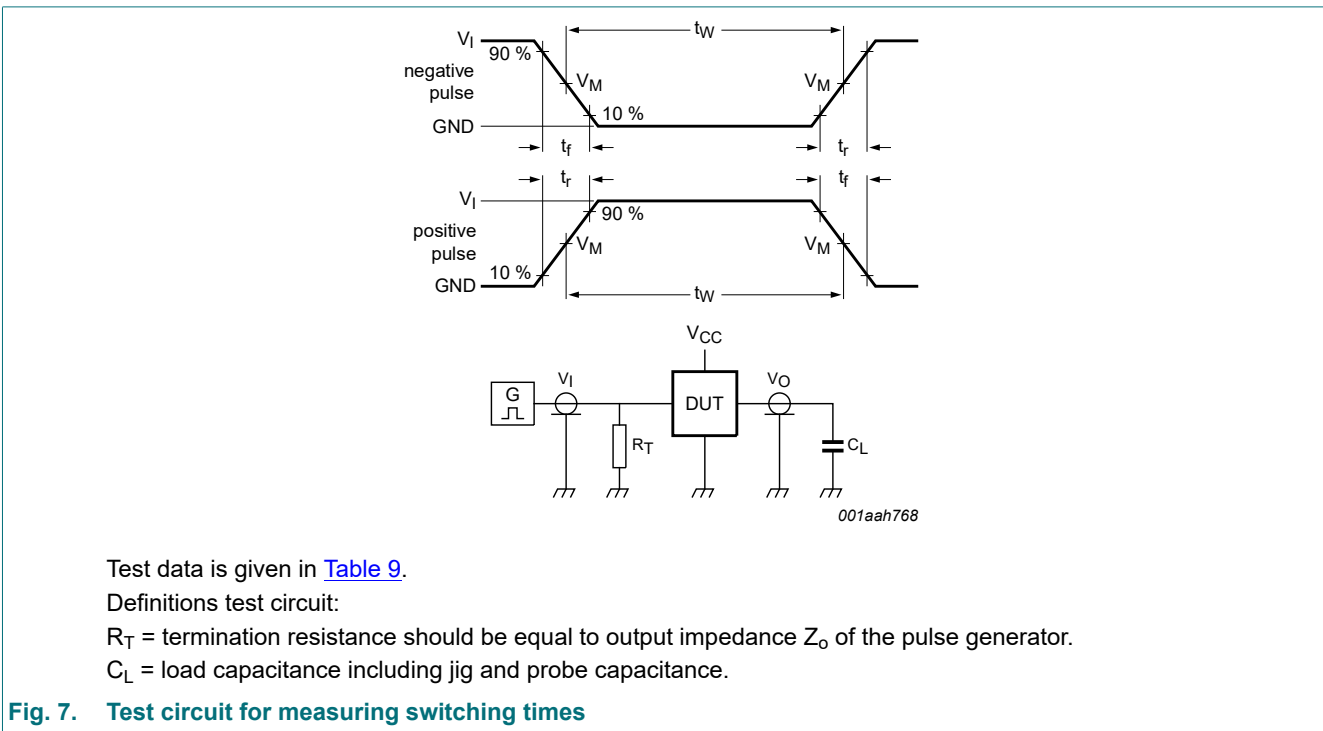 V_I
90 %
negative pulse
V_M
t_W
V_M
10 %
GND
t_f
t_r
t_r
t_f
V_I
90 %
positive pulse
V_M
V_M
10 %
GND
t_W
V_CC
G
V_I
DUT
V_O
R_T
C_L
001aah768
Test data is given in Table 9.
Definitions test circuit:
R_T = termination resistance should be equal to output impedance Z_o of the pulse generator.
C_L = load capacitance including jig and probe capacitance.
Fig. 7. Test circuit for measuring switching times